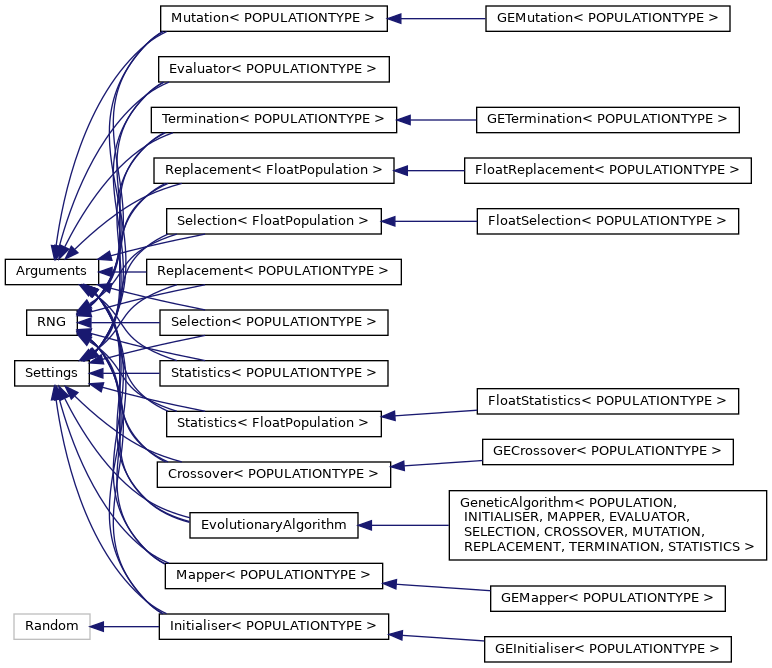 Mutation< POPULATIONTYPE >
GEMutation< POPULATIONTYPE >
Evaluator< POPULATIONTYPE >
Termination< POPULATIONTYPE >
GETermination< POPULATIONTYPE >
Replacement< FloatPopulation >
FloatReplacement< POPULATIONTYPE >
Selection< FloatPopulation >
FloatSelection< POPULATIONTYPE >
Arguments
Replacement< POPULATIONTYPE >
RNG
Selection< POPULATIONTYPE >
Settings
Statistics< POPULATIONTYPE >
FloatStatistics< POPULATIONTYPE >
Statistics< FloatPopulation >
GECrossover< POPULATIONTYPE >
Crossover< POPULATIONTYPE >
GeneticAlgorithm< POPULATION,
INITIALISER, MAPPER, EVALUATOR,
SELECTION, CROSSOVER, MUTATION,
REPLACEMENT, TERMINATION, STATISTICS >
EvolutionaryAlgorithm
Mapper< POPULATIONTYPE >
GEMapper< POPULATIONTYPE >
Random
Initialiser< POPULATIONTYPE >
GEInitialiser< POPULATIONTYPE >